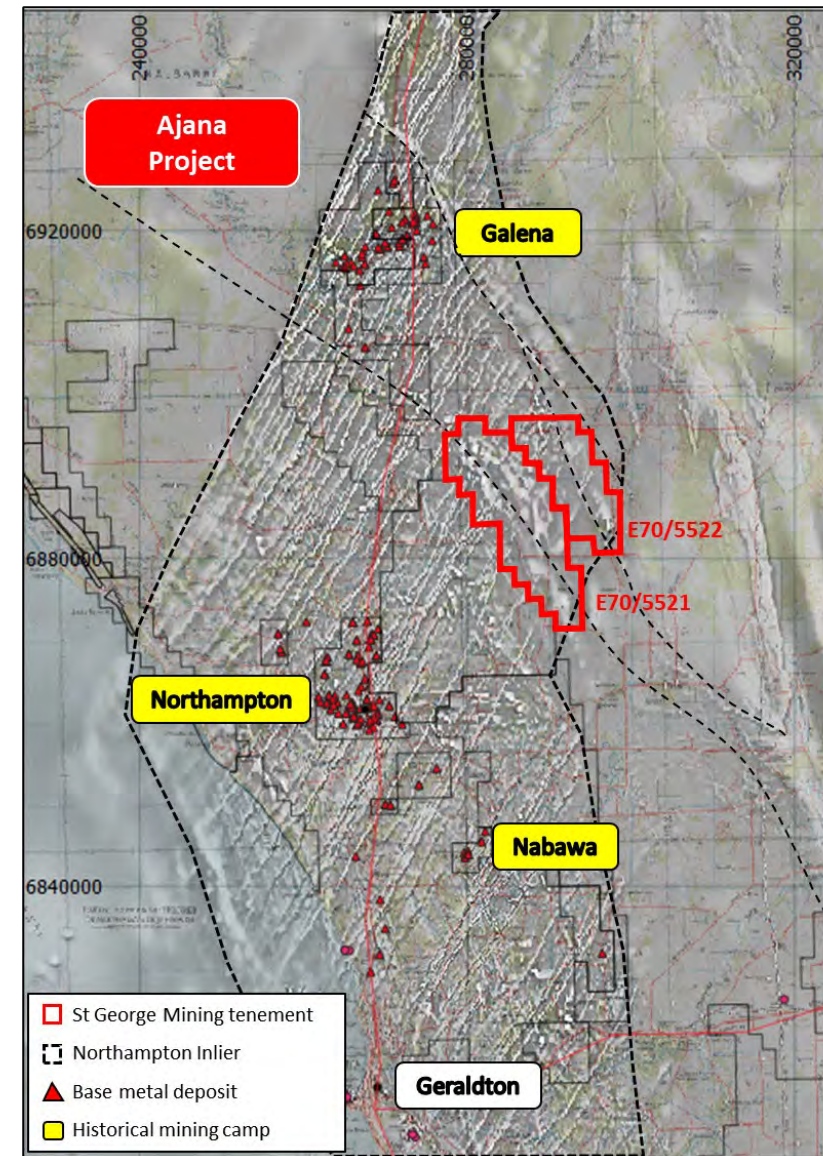 240000
280000
320000
Ajana
Project
6920000
Galena
E70/5522
6880000
E70/5521
Northampton
Nabawa
6840000
Geraldton
St George Mining tenement
Northampton Inlier
Base metal deposit
Historical mining camp